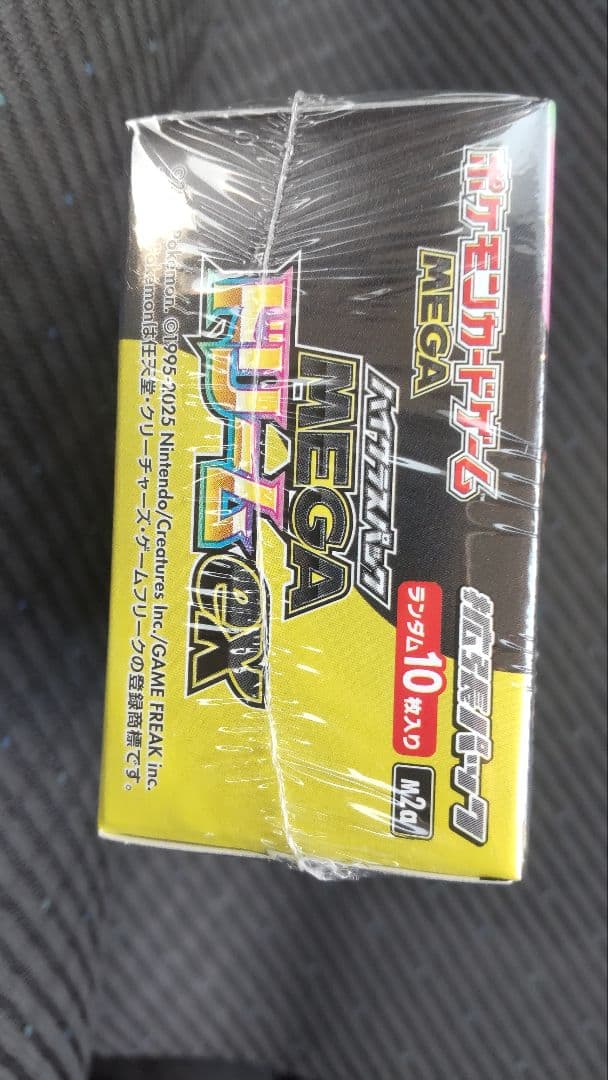 ポケモンカードゲーム
MEGA
拡張パック
ハイクラスパック
MEGA
ドリームex
ランダム10枚入り
M2a
Pokémon. ©1995-2025 Nintendo/Creatures Inc./GAME FREAK inc.
Pokémonは任天堂・クリーチャーズ・ゲームフリークの登録商標です。